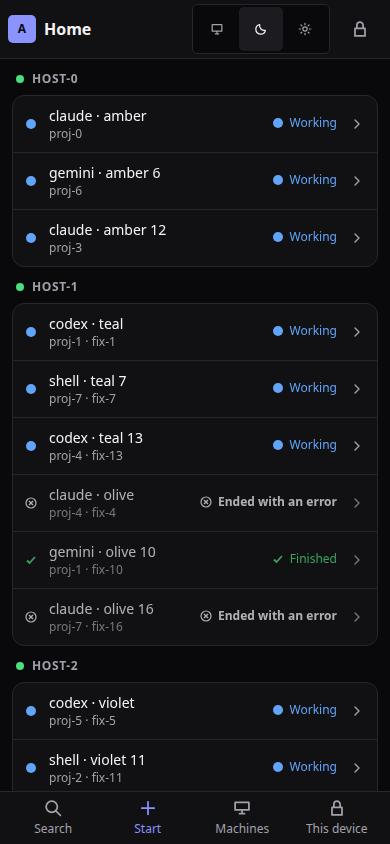 A Home
HOST-0
claude · amber
proj-0
Working
gemini · amber 6
proj-6
Working
claude · amber 12
proj-3
Working
HOST-1
codex · teal
proj-1 · fix-1
Working
shell · teal 7
proj-7 · fix-7
Working
codex · teal 13
proj-4 · fix-13
Working
claude · olive
proj-4 · fix-4
Ended with an error
gemini · olive 10
proj-1 · fix-10
Finished
claude · olive 16
proj-7 · fix-16
Ended with an error
HOST-2
codex · violet
proj-5 · fix-5
Working
shell · violet 11
proj-2 · fix-11
Working
Search
Start
Machines
This device